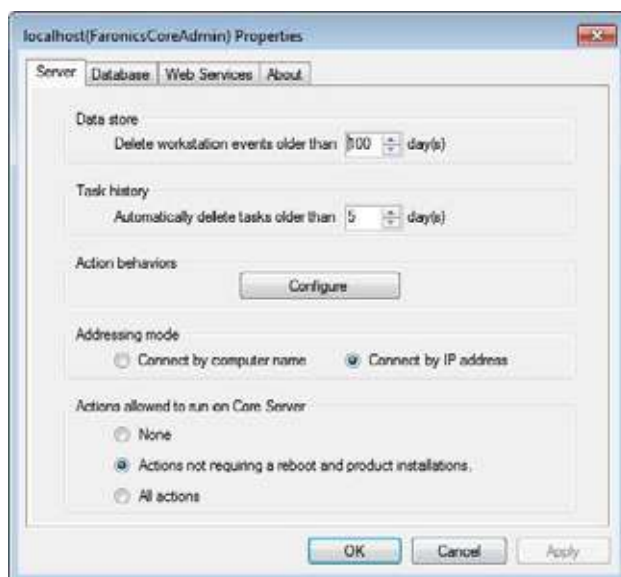 localhost(FaronicsCoreAdmin) Properties
Server Database Web Services About
Data store
Delete workstation events older than 100 day(s)
Task history
Automatically delete tasks older than 5 day(s)
Action behaviors
Configure
Addressing mode
Connect by computer name Connect by IP address
Actions allowed to run on Core Server
None
Actions not requiring a reboot and product installations.
All actions
OK Cancel Apply